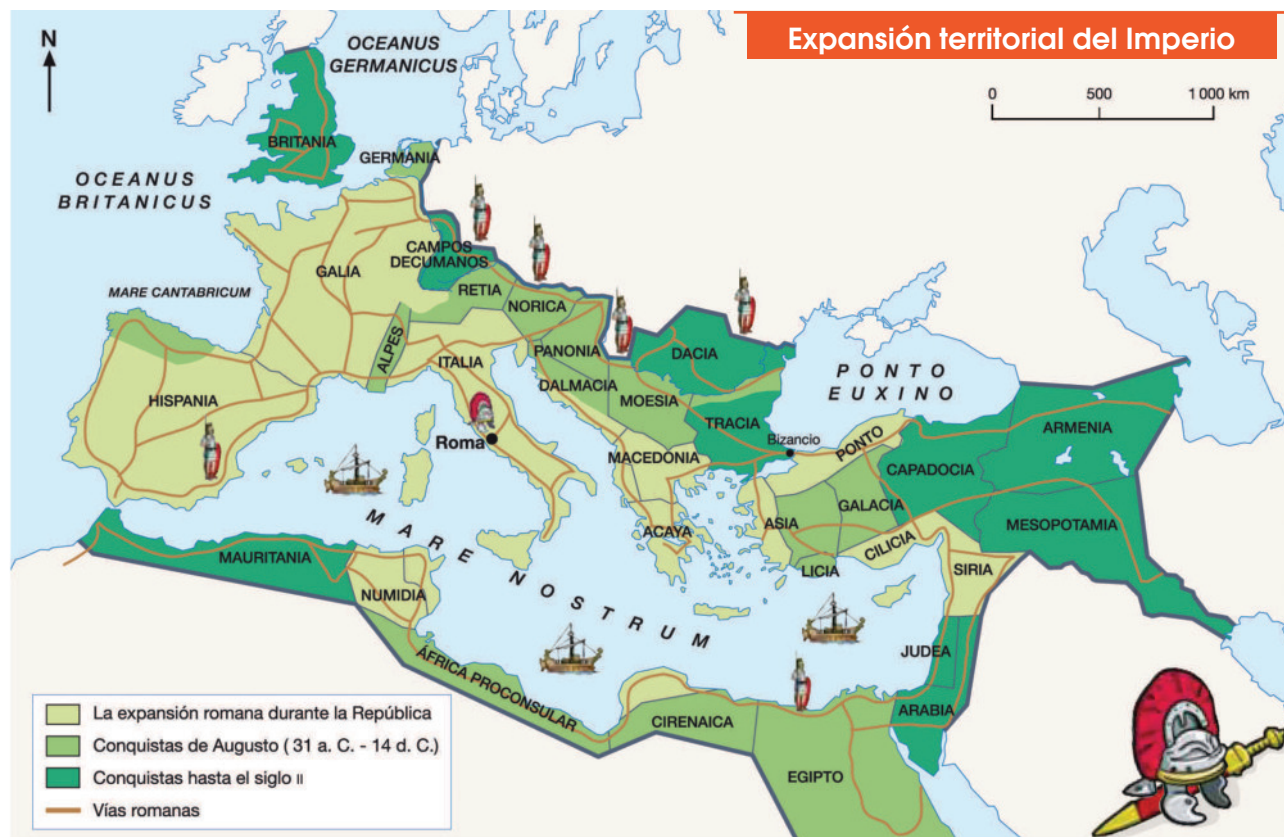 Expansión territorial del Imperio
N
OCEANUS
GERMANICUS
0 500 1 000 km
BRITANIA
GERMANIA
OCEANUS
BRITANICUS
CAMPOS
DECUMANOS
GALIA
MARE CANTABRICUM
RETIA
NORICA
ALPES
ITALIA
PANONIA
DACIA
PONTO
EUXINO
HISPANIA
DALMACIA
MOESIA
TRACIA
ARMENIA
Roma
Bizancio
PONTO
MACEDONIA
CAPADOCIA
GALACIA
ASIA
MESOPOTAMIA
ACAYA
CILICIA
MAURITANIA
LICIA
SIRIA
NUMIDIA
MARE NOSTRUM
JUDEA
ÁFRICA PROCONSULAR
CIRENAICA
ARABIA
EGIPTO
La expansión romana durante la República
Conquistas de Augusto ( 31 a. C. - 14 d. C.)
Conquistas hasta el siglo II
Vías romanas